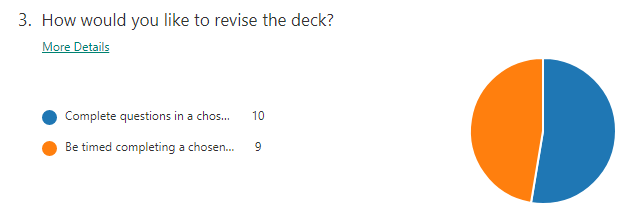 3. How would you like to revise the deck?
More Details
Complete questions in a chos... 10
Be timed completing a chosen... 9